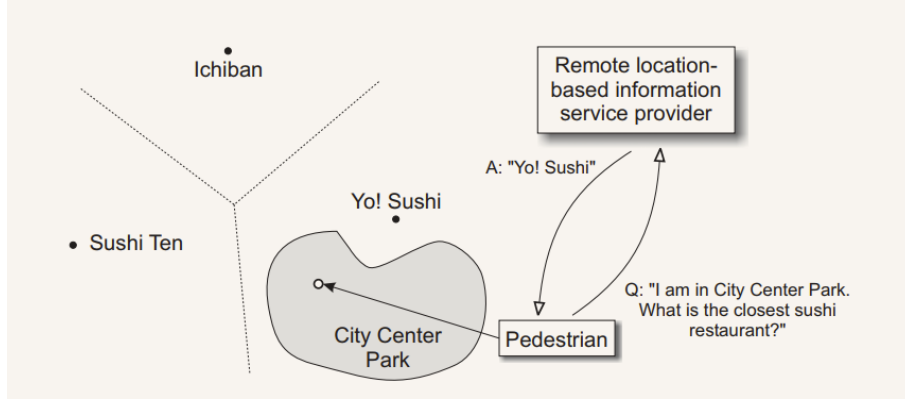 Ichiban
Remote location-
based information
service provider
A: "Yo! Sushi"
Yo! Sushi
Sushi Ten
Q: "I am in City Center Park.
What is the closest sushi
restaurant?"
City Center
Park
Pedestrian